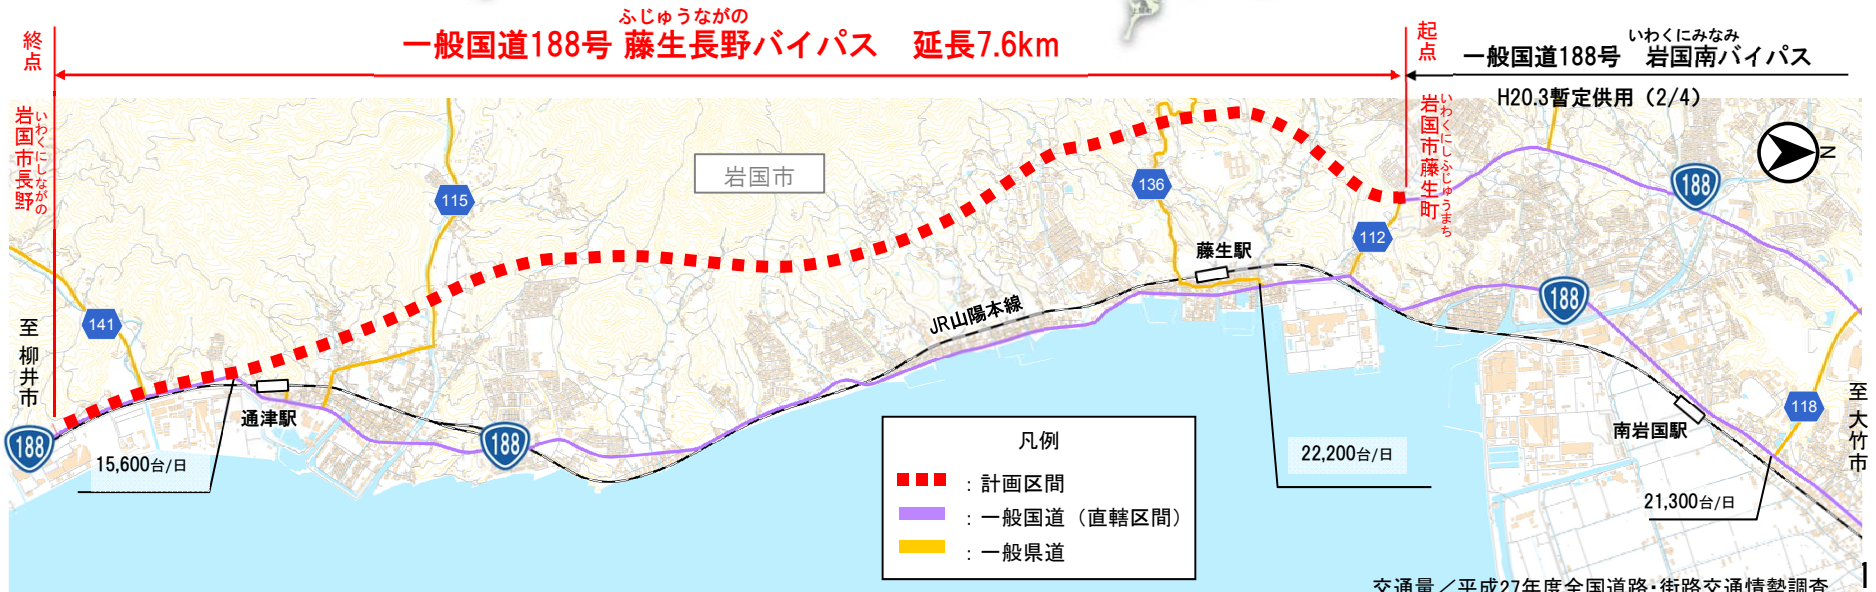 ふじゅうながの
一般国道188号 藤生長野バイパス　延長7.6km
終点
起点
いわくにみなみ
一般国道188号　岩国南バイパス
H20.3暫定供用（2/4）
いわくにしながの
岩国市長野
いわくにしふじゅうまち
岩国市藤生町
N
岩国市
115
136
188
112
藤生駅
188
141
JR山陽本線
至柳井市
通津駅
188
188
15,600台/日
22,200台/日
南岩国駅
118
至大竹市
21,300台/日
凡例
：計画区間
：一般国道（直轄区間）
：一般県道
交通量／平成27年度全国道路・街路交通情勢調査
1